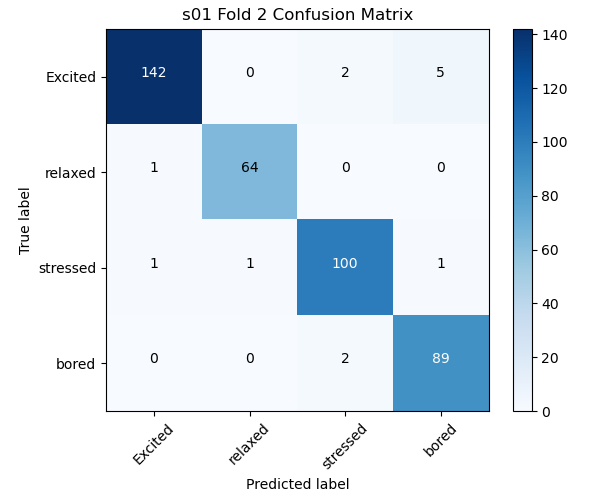 s01 Fold 2 Confusion Matrix
True label
Excited 142 0 2 5
relaxed 1 64 0 0
stressed 1 1 100 1
bored 0 0 2 89
Excited relaxed stressed bored
Predicted label
140
120
100
80
60
40
20
0